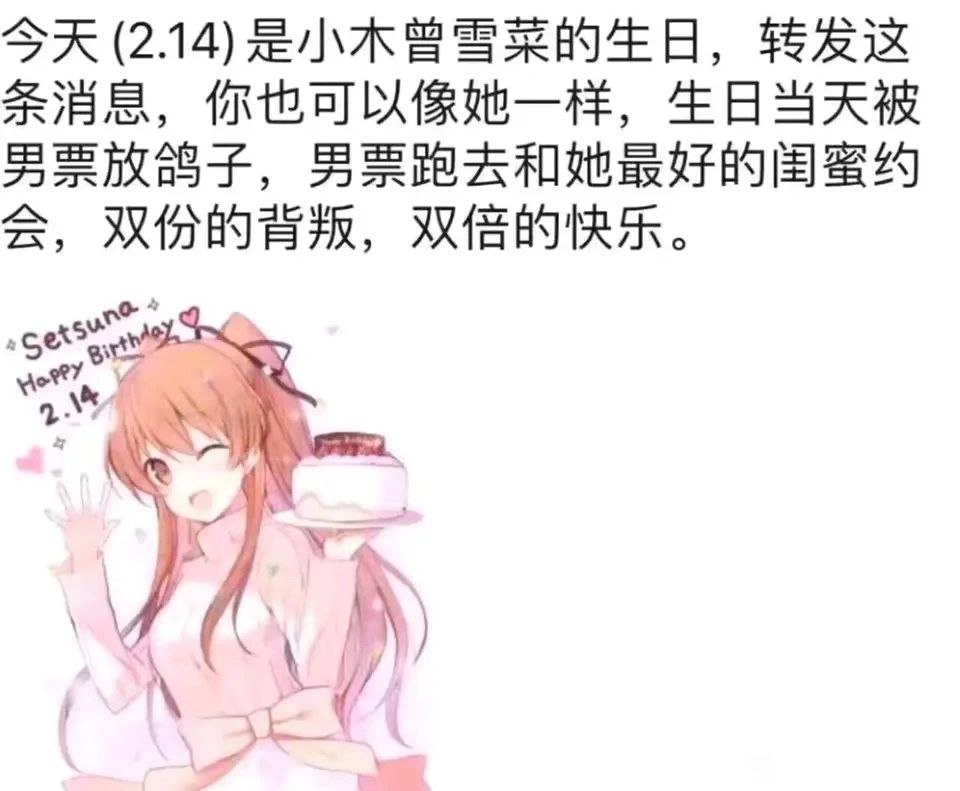 今天(2.14)是小木曾雪菜的生日，转发这
条消息，你也可以像她一样，生日当天被
男票放鸽子，男票跑去和她最好的闺蜜约
会，双份的背叛，双倍的快乐。
Setsuna
Happy Birthday
2.14